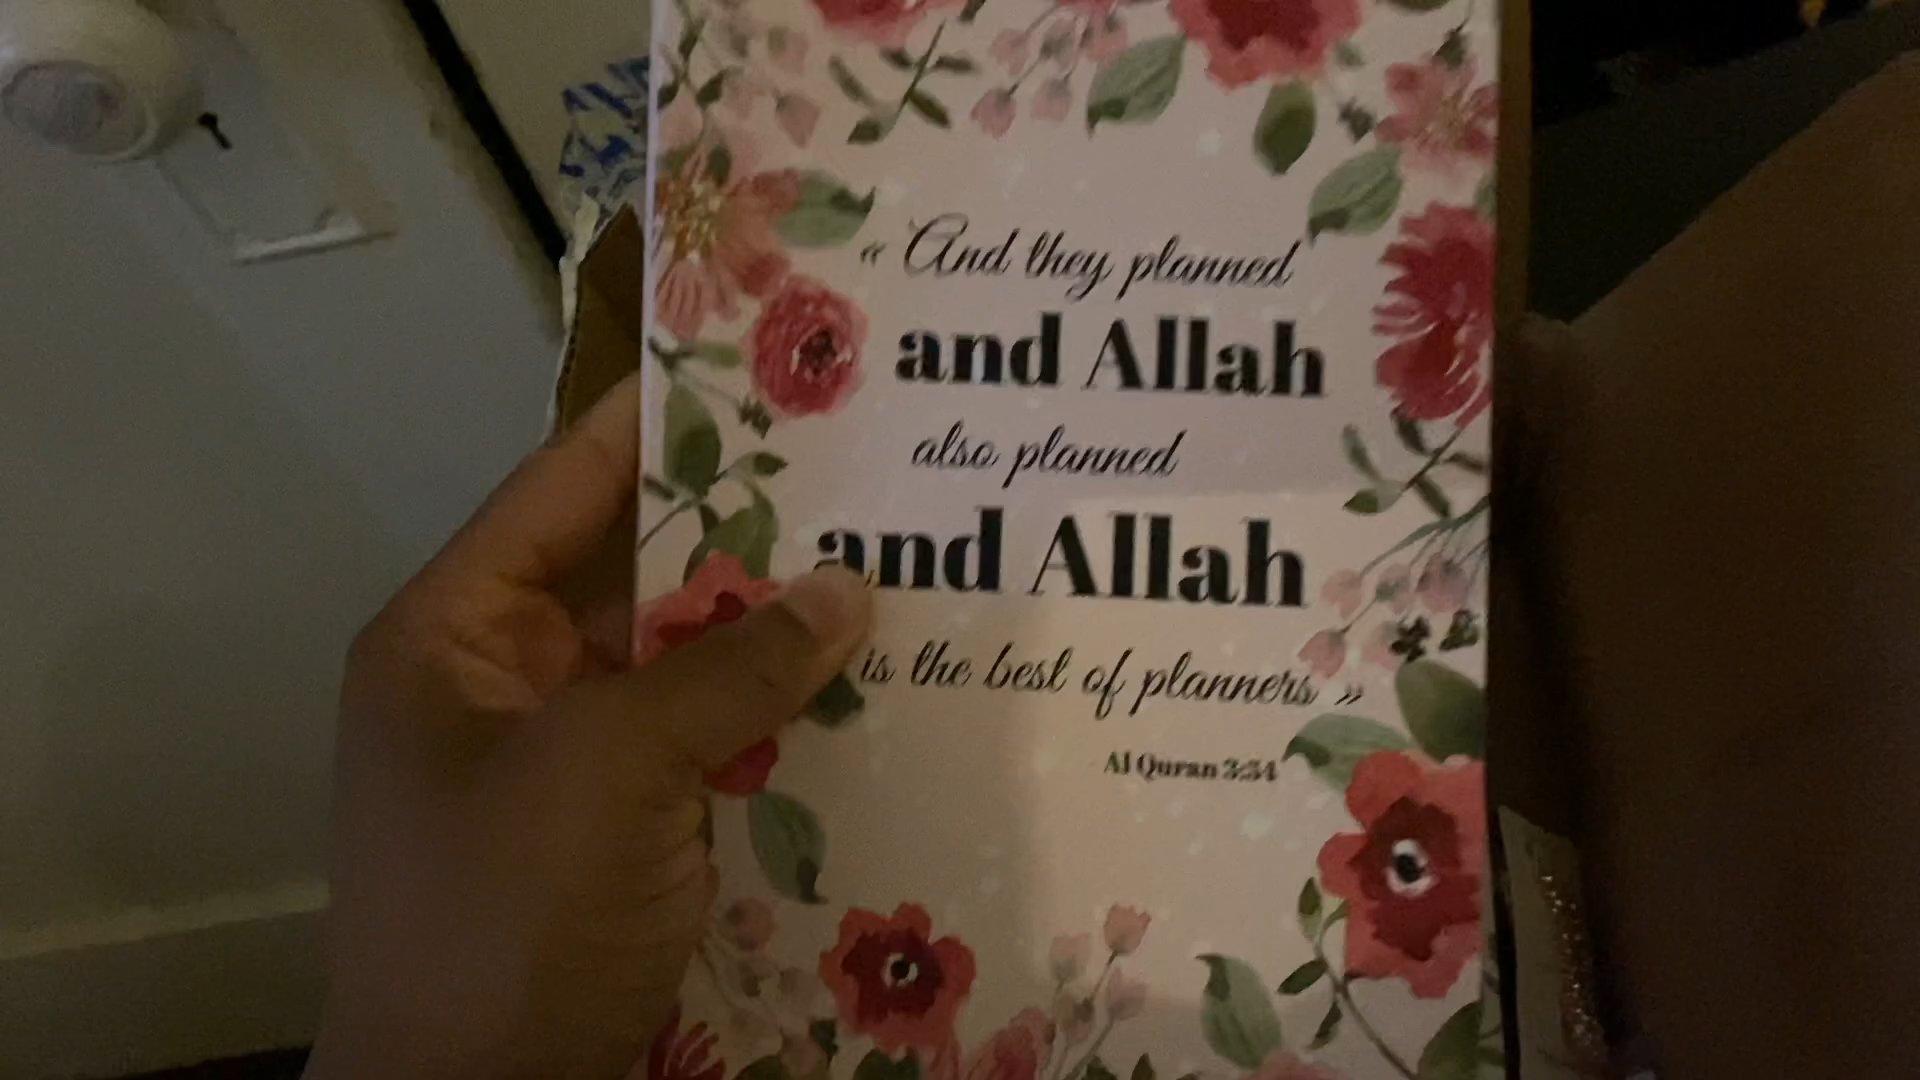 « And they planned
and Allah
also planned
and Allah
is the best of planners »
Al Quran 3:54